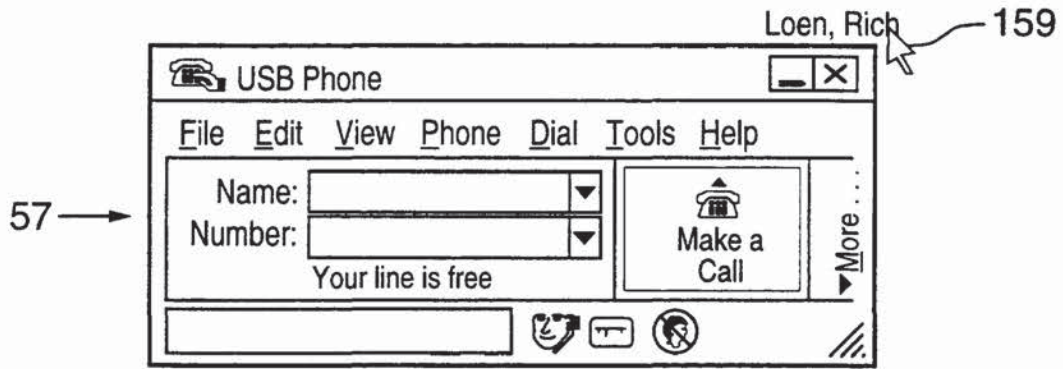 Loen, Rich 159
USB Phone
File Edit View Phone Dial Tools Help
57
Name:
Number:
Your line is free
Make a
Call
More ....